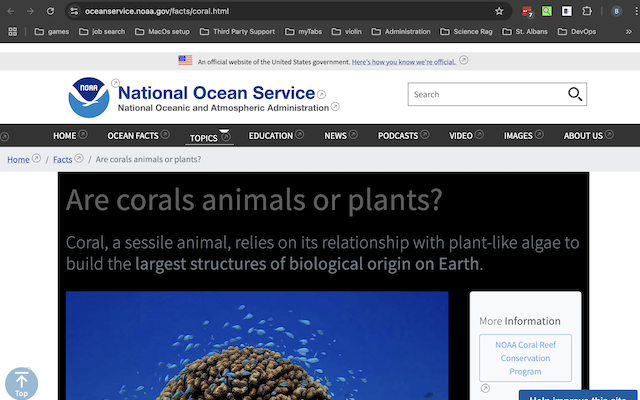 oceanservice.noaa.gov/facts/coral.html
7
B
games
job search
MacOs setup
Third Party Support
myTabs
violin
Administration
Science Rag
St. Albans
DevOps
»
An official website of the United States government. Here's how you know we're official.
NOAA
National Ocean Service
National Oceanic and Atmospheric Administration
Search
HOME
OCEAN FACTS
TOPICS
EDUCATION
NEWS
PODCASTS
VIDEO
IMAGES
ABOUT US
Home / Facts / Are corals animals or plants?
Are corals animals or plants?
Coral, a sessile animal, relies on its relationship with plant-like algae to
build the largest structures of biological origin on Earth.
More Information
NOAA Coral Reef
Conservation
Program
Top
Help improve this site